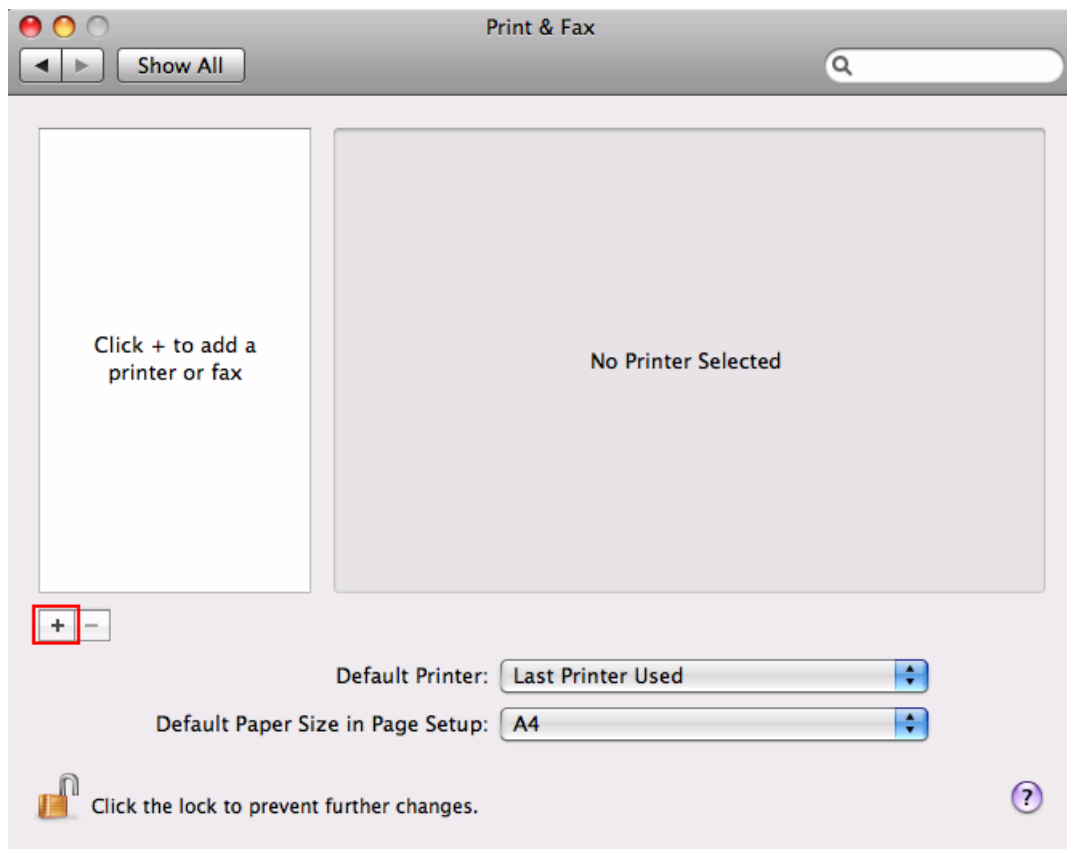 Print & Fax
Show All
Click + to add a
printer or fax
No Printer Selected
+ −
Default Printer: Last Printer Used
Default Paper Size in Page Setup: A4
Click the lock to prevent further changes.
?